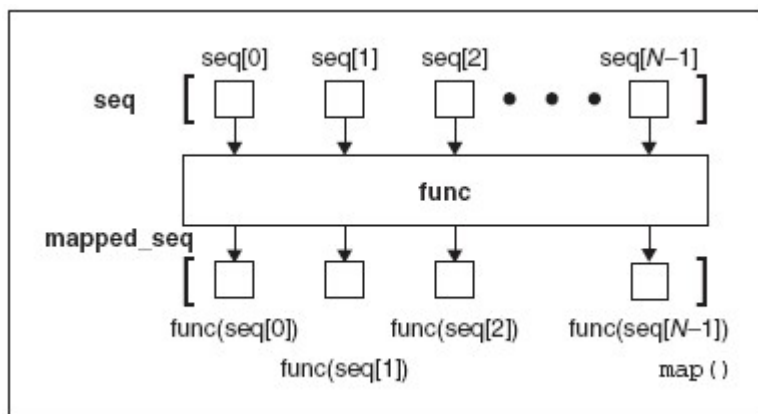 seq[0] seq[1] seq[2] seq[N–1]
seq [ • • • ]
func
mapped_seq
[ ]
func(seq[0]) func(seq[2]) func(seq[N–1])
func(seq[1]) map()